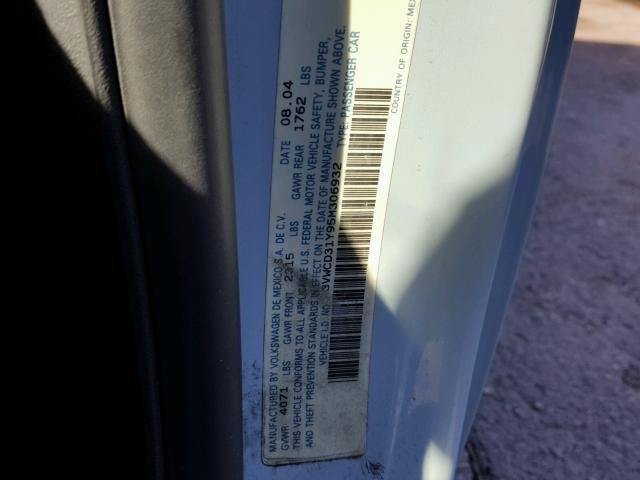 MANUFACTURED BY VOLKSWAGEN DE MEXICO S.A. DE C.V. DATE 08.04
GVWR 4071 LBS GAWR FRONT 2315 LBS GAWR REAR 1762 LBS
THIS VEHICLE CONFORMS TO ALL APPLICABLE U.S. FEDERAL MOTOR VEHICLE SAFETY, BUMPER,
AND THEFT PREVENTION STANDARDS IN EFFECT ON THE DATE OF MANUFACTURE SHOWN ABOVE.
VEHICLE I.D. NO. 3VWCD31Y95M306932 TYPE: PASSENGER CAR
COUNTRY OF ORIGIN: MEX